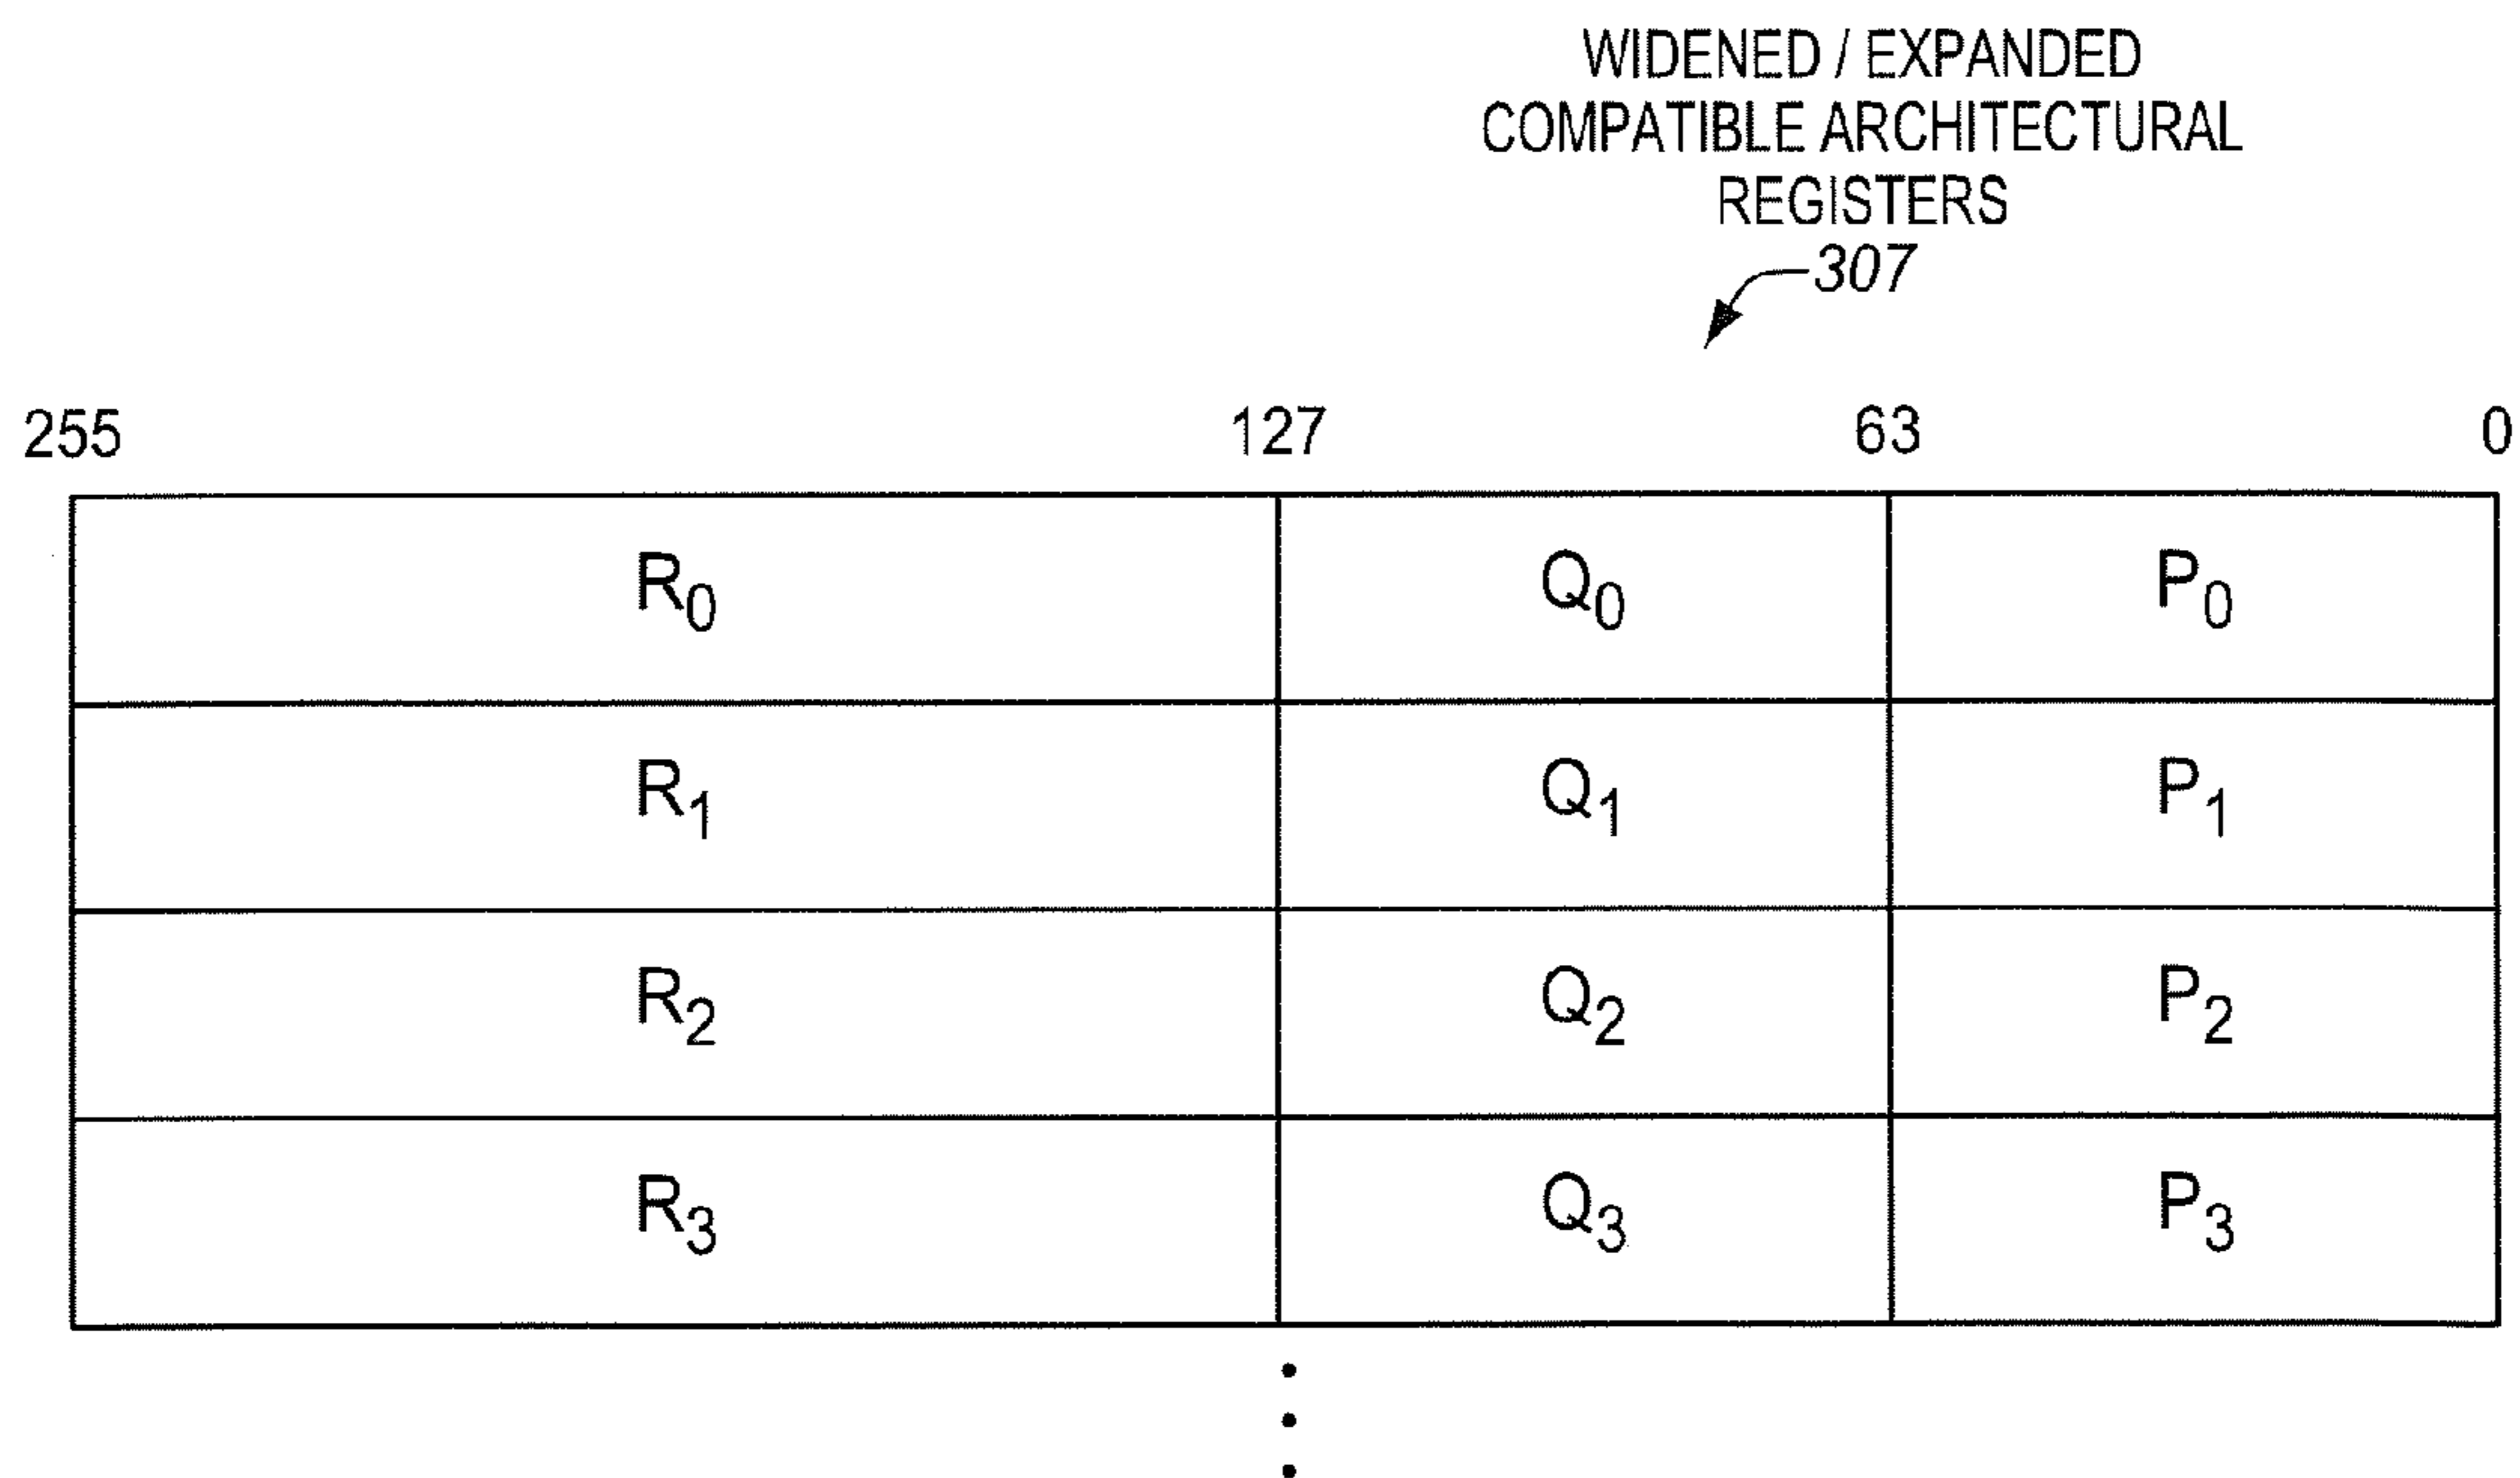 WIDENED / EXPANDED
COMPATIBLE ARCHITECTURAL
REGISTERS
307
255 127 63 0
R0 Q0 P0
R1 Q1 P1
R2 Q2 P2
R3 Q3 P3